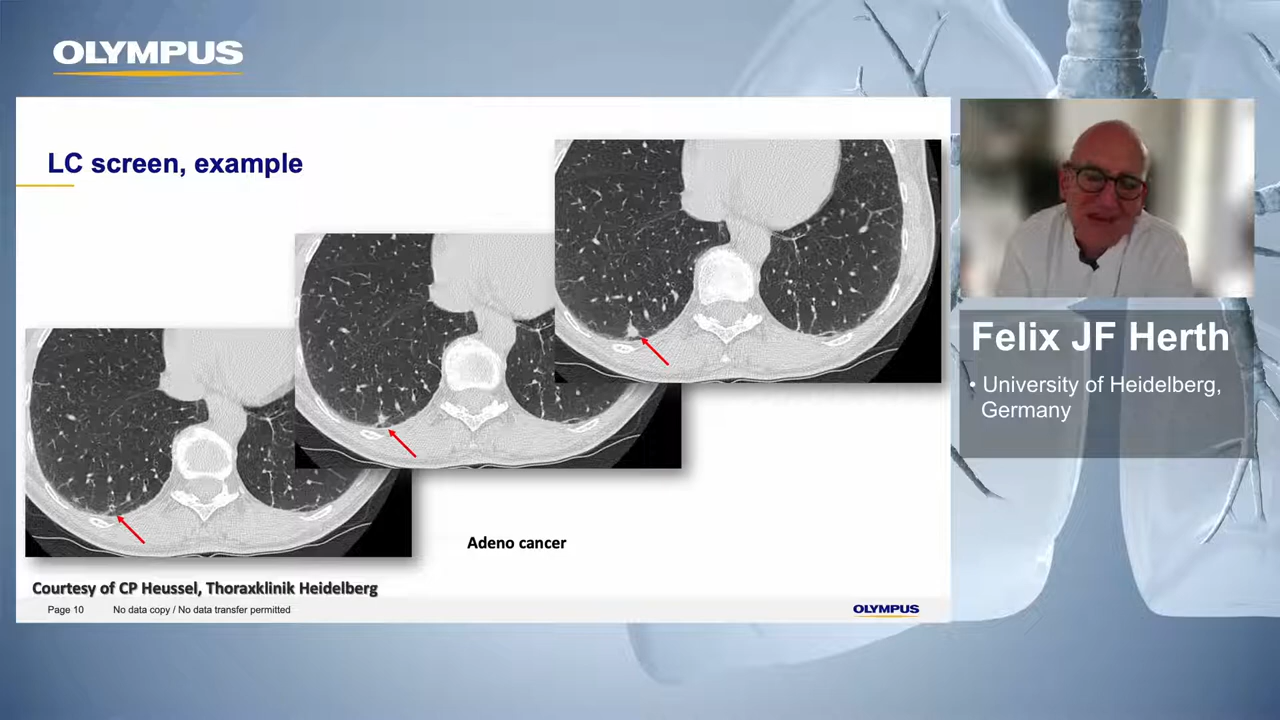 OLYMPUS
LC screen, example
Adeno cancer
Courtesy of CP Heussel, Thoraxklinik Heidelberg
Page 10 No data copy / No data transfer permitted
OLYMPUS
Felix JF Herth
• University of Heidelberg,
Germany